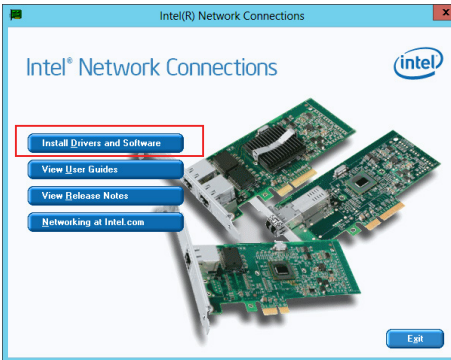 Intel(R) Network Connections
x
Intel® Network Connections
intel
Install Drivers and Software
View User Guides
View Release Notes
Networking at Intel.com
Exit